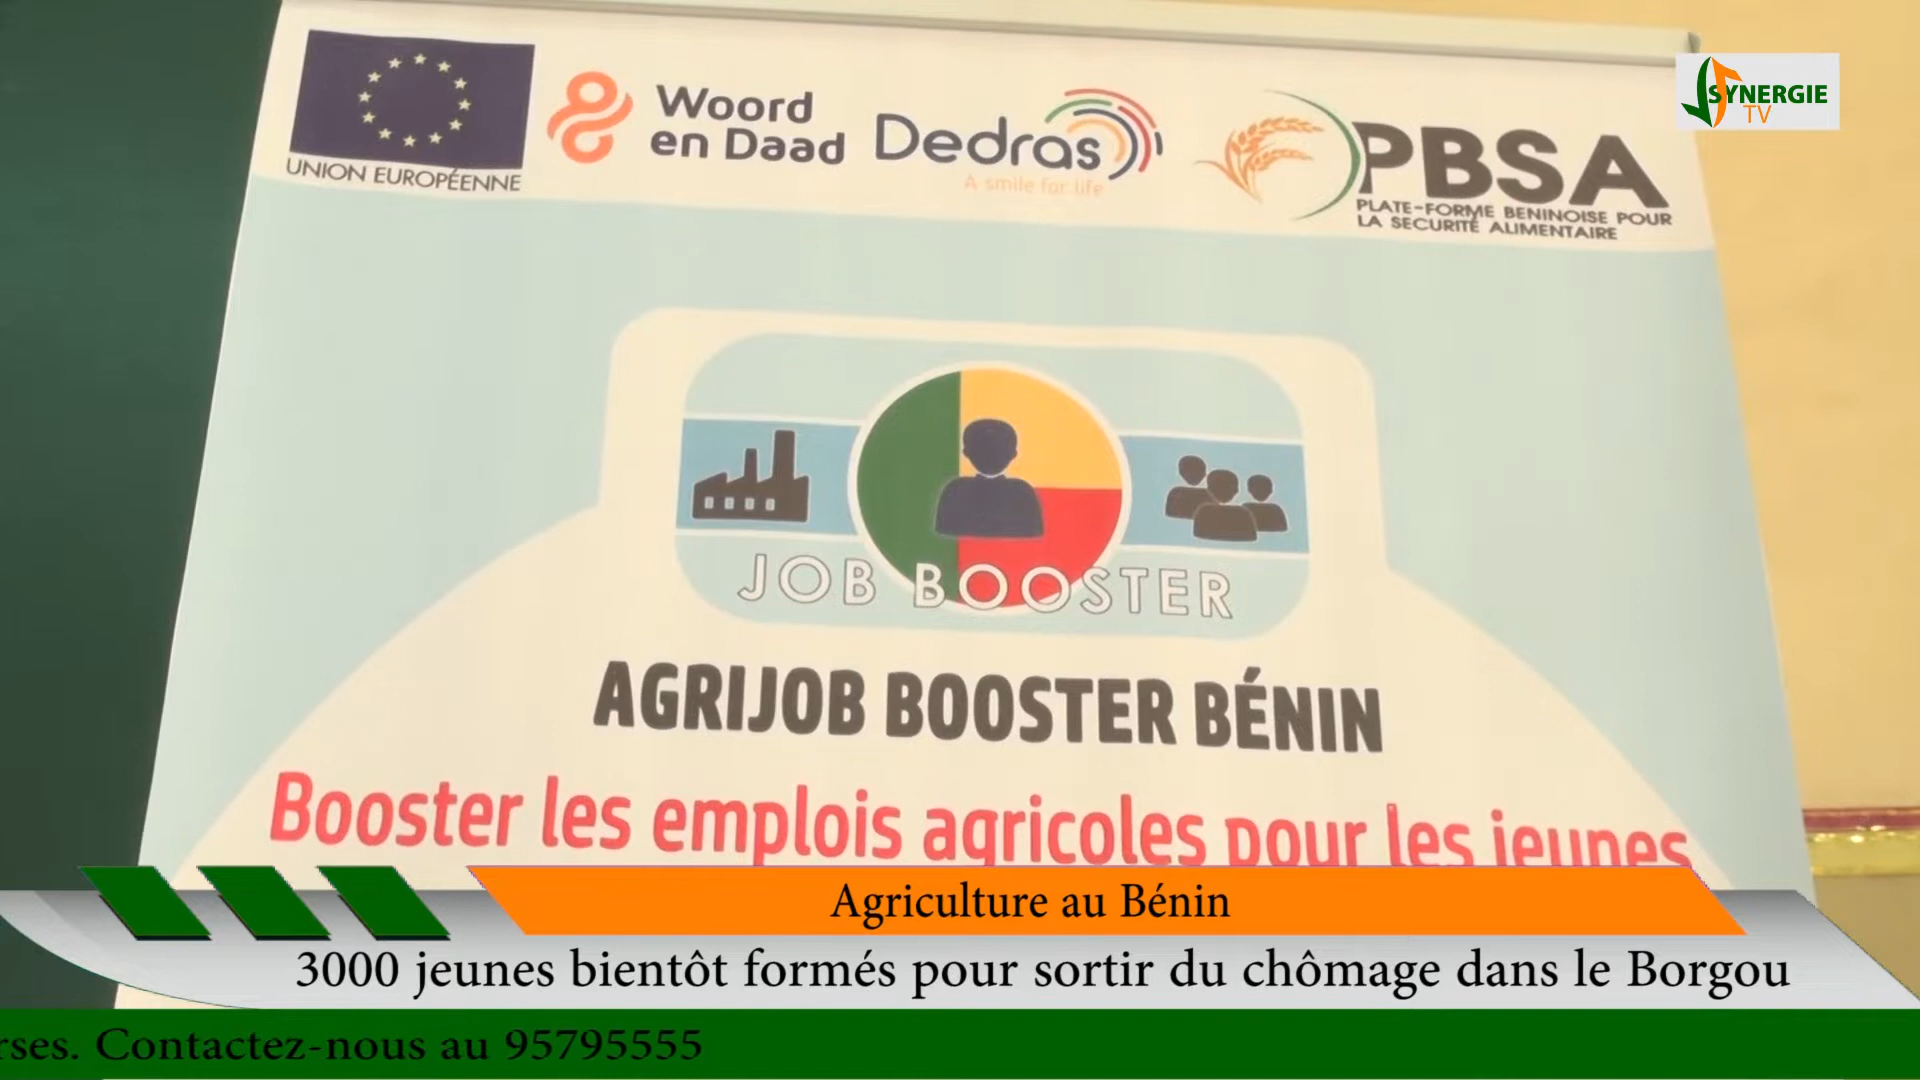 UNION EUROPÉENNE
Woord
en Daad
Dedras
A smile for life
PBSA
PLATE-FORME BENINOISE POUR
LA SECURITÉ ALIMENTAIRE
SYNERGIE
TV
JOB BOOSTER
AGRIJOB BOOSTER BÉNIN
Booster les emplois agricoles pour les jeunes
Agriculture au Bénin
3000 jeunes bientôt formés pour sortir du chômage dans le Borgou
rses. Contactez-nous au 95795555